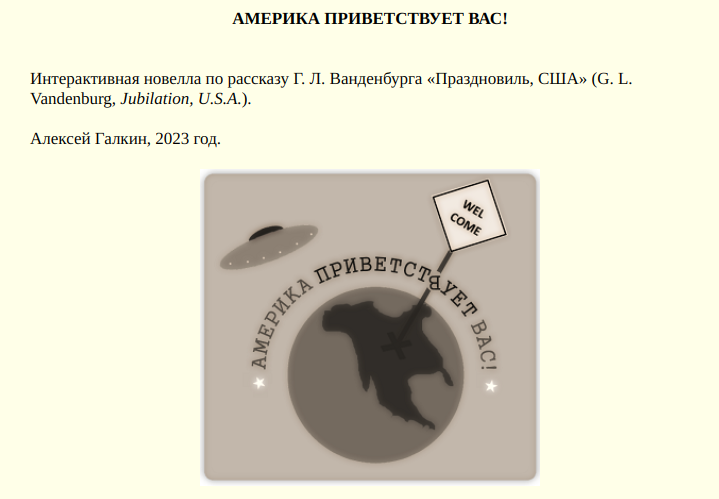 АМЕРИКА ПРИВЕТСТВУЕТ ВАС!
Интерактивная новелла по рассказу Г. Л. Ванденбурга «Праздновиль, США» (G. L.
Vandenburg, Jubilation, U.S.A.).
Алексей Галкин, 2023 год.
WEL
COME
АМЕРИКА ПРИВЕТСТВУЕТ ВАС!